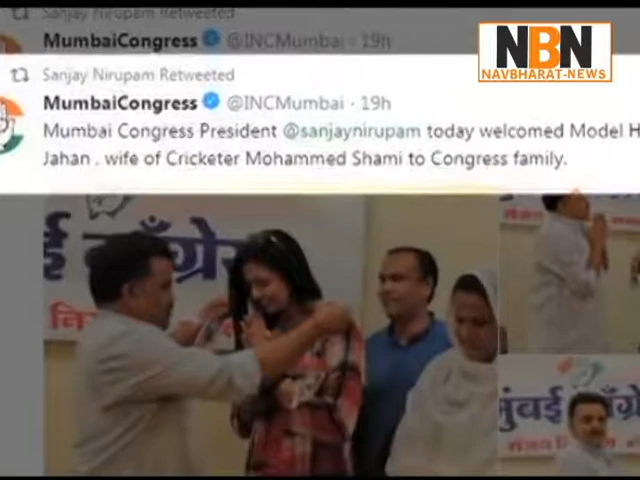 Sanjay Nirupam Retweeted
MumbaiCongress @INCMumbai · 19h
NBN
NAVBHARAT-NEWS
Sanjay Nirupam Retweeted
MumbaiCongress @INCMumbai · 19h
Mumbai Congress President @sanjaynirupam today welcomed Model H
Jahan . wife of Cricketer Mohammed Shami to Congress family.
काँग्रेस
मुंबई काँग्रे